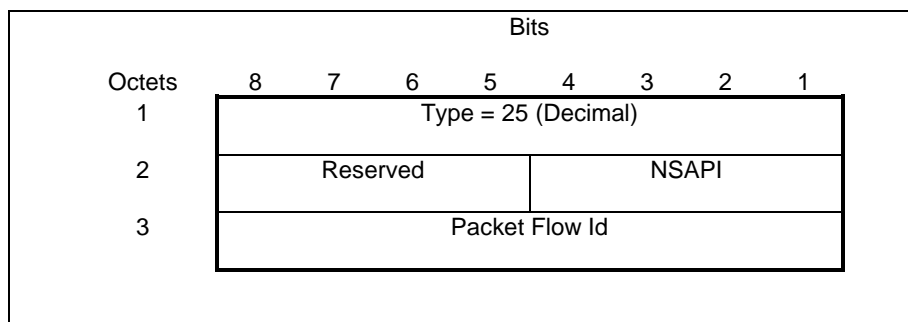 Bits
Octets 8 7 6 5 4 3 2 1
1 Type = 25 (Decimal)
2 Reserved NSAPI
3 Packet Flow Id